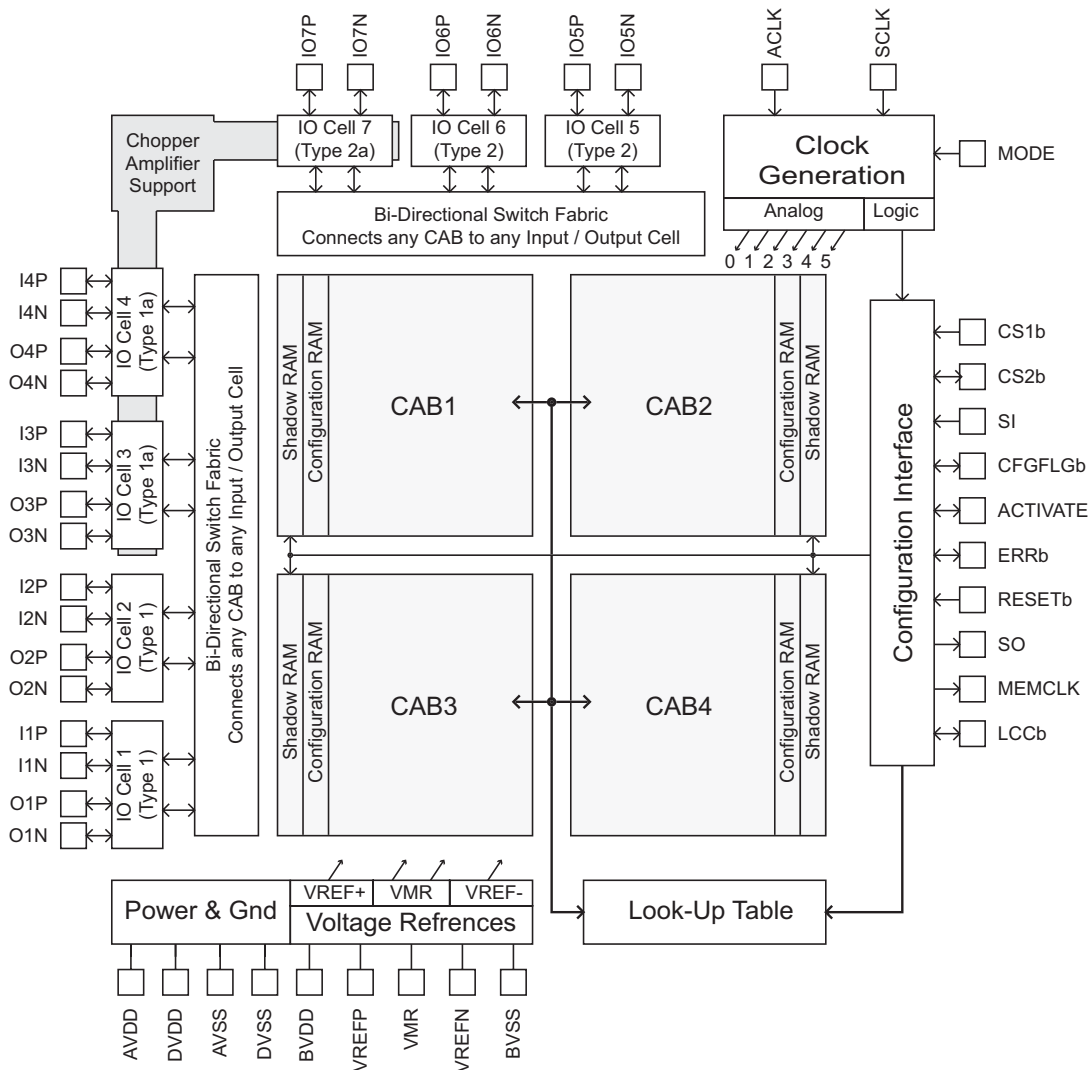 IO7P
IO7N
IO6P
IO6N
IO5P
IO5N
ACLK
SCLK
Chopper
Amplifier
Support
IO Cell 7
(Type 2a)
IO Cell 6
(Type 2)
IO Cell 5
(Type 2)
Clock
Generation
MODE
Analog
Logic
Bi-Directional Switch Fabric
Connects any CAB to any Input / Output Cell
0 1 2 3 4 5
I4P
I4N
O4P
O4N
IO Cell 4
(Type 1a)
I3P
I3N
O3P
O3N
IO Cell 3
(Type 1a)
I2P
I2N
O2P
O2N
IO Cell 2
(Type 1)
I1P
I1N
O1P
O1N
IO Cell 1
(Type 1)
Bi-Directional Switch Fabric
Connects any CAB to any Input / Output Cell
Shadow RAM
Configuration RAM
CAB1
CAB2
Configuration RAM
Shadow RAM
Shadow RAM
Configuration RAM
CAB3
CAB4
Configuration RAM
Shadow RAM
Configuration Interface
CS1b
CS2b
SI
CFGFLGb
ACTIVATE
ERRb
RESETb
SO
MEMCLK
LCCb
Power & Gnd
VREF+
VMR
VREF-
Voltage Refrences
Look-Up Table
AVDD
DVDD
AVSS
DVSS
BVDD
VREFP
VMR
VREFN
BVSS